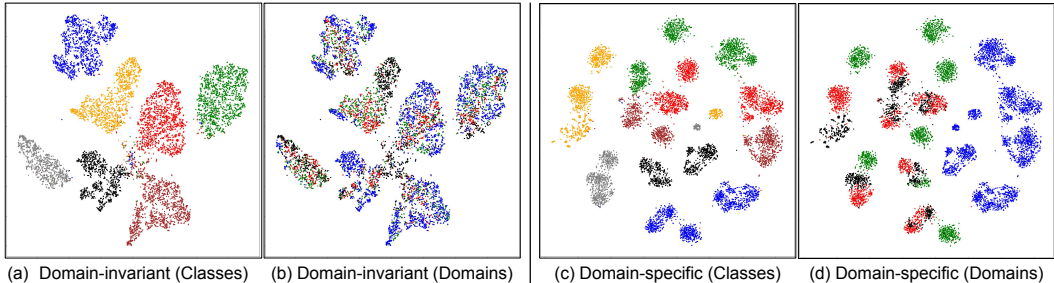 (a) Domain-invariant (Classes)
(b) Domain-invariant (Domains)
(c) Domain-specific (Classes)
(d) Domain-specific (Domains)